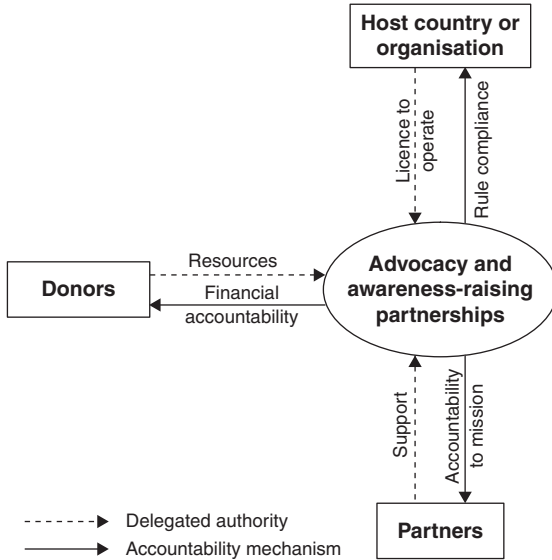 Host country or
organisation
Licence to
operate
Rule compliance
Resources
Donors
Financial
accountability
Advocacy and
awareness-raising
partnerships
Support
Accountability
to mission
Partners
Delegated authority
Accountability mechanism